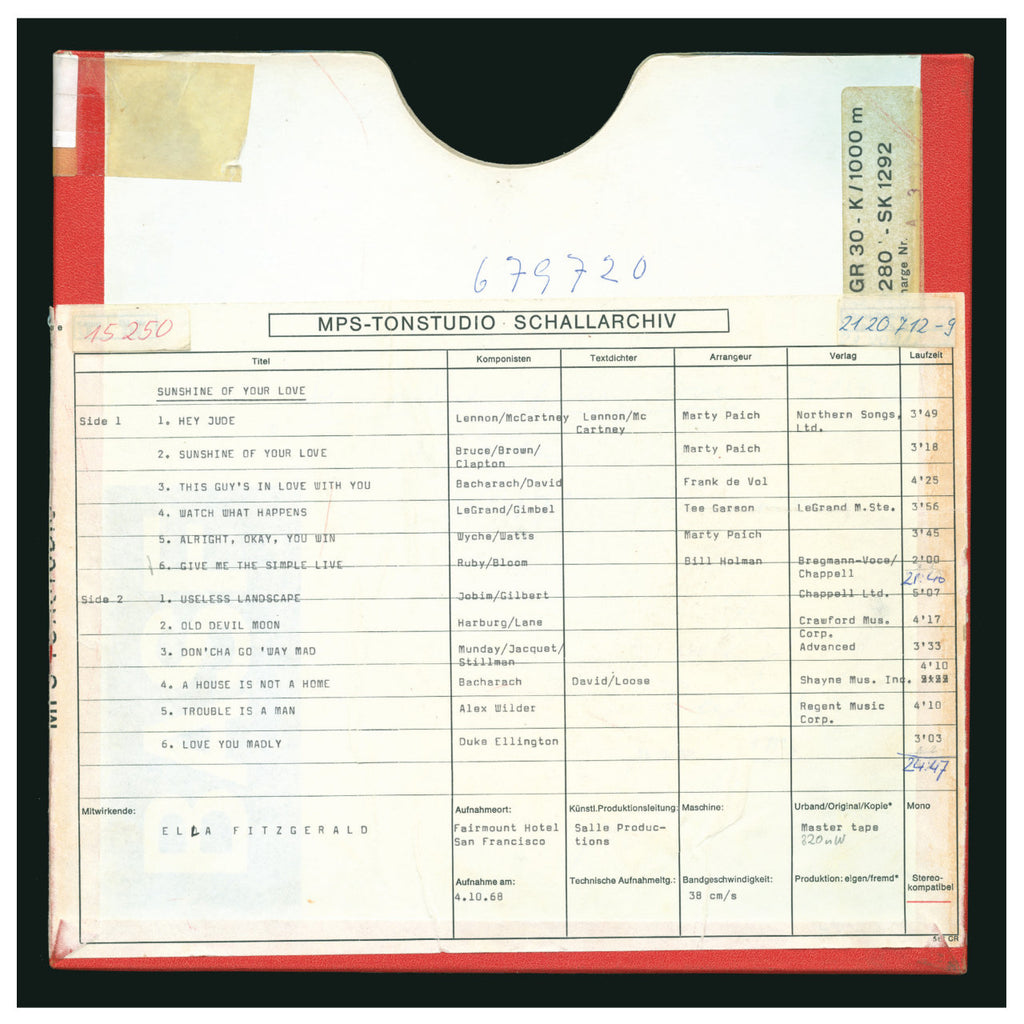 GR 30 - K/1000 m
280' - SK 1292
harge Nr.
679720
15 250
MPS-TONSTUDIO · SCHALLARCHIV
2120 712-9
Titel Komponisten Textdichter Arrangeur Verlag Laufzeit
SUNSHINE OF YOUR LOVE
Side 1 1. HEY JUDE Lennon/McCartney Lennon/Mc Marty Paich Northern Songs, 3'49
Cartney Ltd.
2. SUNSHINE OF YOUR LOVE Bruce/Brown/ Marty Paich 3'18
Clapton
3. THIS GUY'S IN LOVE WITH YOU Bacharach/David Frank de Vol 4'25
4. WATCH WHAT HAPPENS LeGrand/Gimbel Tee Garson LeGrand M.Ste. 3'56
5. ALRIGHT, OKAY, YOU WIN Wyche/Watts Marty Paich 3'45
6. GIVE ME THE SIMPLE LIVE Ruby/Bloom Bill Holman Bregmann-Voce/ 2'00
Chappell 21:40
Side 2 1. USELESS LANDSCAPE Jobim/Gilbert Chappell Ltd. 5'07
2. OLD DEVIL MOON Harburg/Lane Crawford Mus. 4'17
Corp.
3. DON'CHA GO 'WAY MAD Munday/Jacquet/ Advanced 3'33
Stillman
4'10
4. A HOUSE IS NOT A HOME Bacharach David/Loose Shayne Mus. Inc.
5. TROUBLE IS A MAN Alex Wilder Regent Music 4'10
Corp.
6. LOVE YOU MADLY Duke Ellington 3'03
24:47
Mitwirkende: Aufnahmeort: Künstl.Produktionsleitung: Maschine: Urband/Original/Kopie* Mono
ELLA FITZGERALD Fairmount Hotel Salle Produc- Master tape
San Francisco tions 320nW
Aufnahme am: Technische Aufnahmeltg.: Bandgeschwindigkeit: Produktion: eigen/fremd* Stereo-
kompatibel
4.10.68 38 cm/s
GR